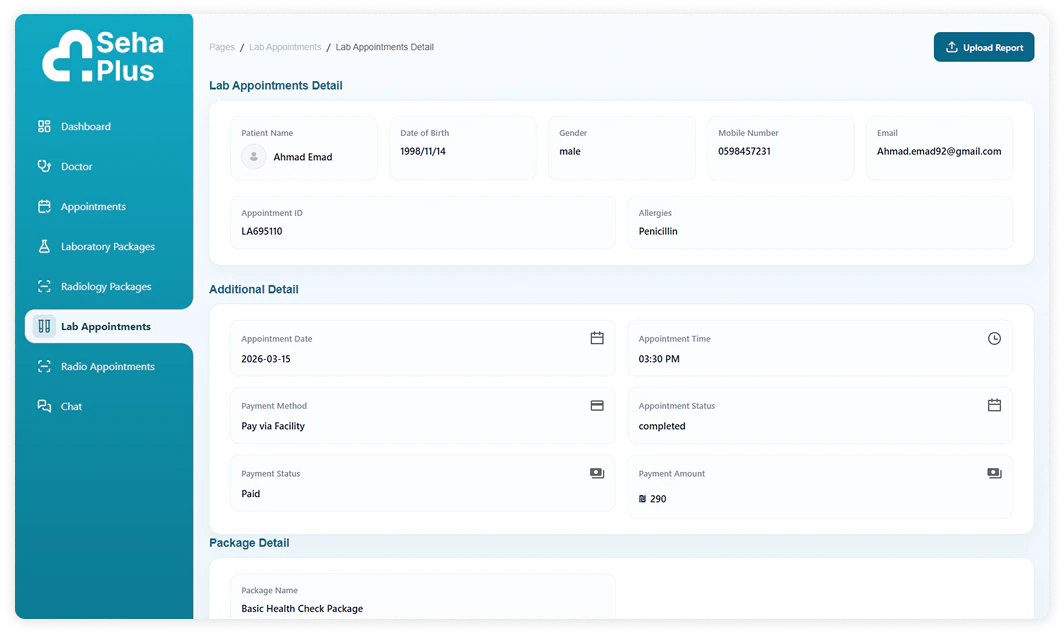 Seha
Plus
Dashboard
Doctor
Appointments
Laboratory Packages
Radiology Packages
Lab Appointments
Radio Appointments
Chat
Pages / Lab Appointments / Lab Appointments Detail
Upload Report
Lab Appointments Detail
Patient Name
Ahmad Emad
Date of Birth
1998/11/14
Gender
male
Mobile Number
0598457231
Email
Ahmad.emad92@gmail.com
Appointment ID
LA695110
Allergies
Penicillin
Additional Detail
Appointment Date
2026-03-15
Appointment Time
03:30 PM
Payment Method
Pay via Facility
Appointment Status
completed
Payment Status
Paid
Payment Amount
₪ 290
Package Detail
Package Name
Basic Health Check Package